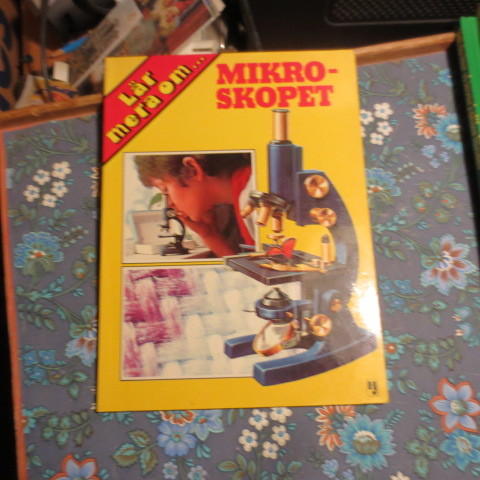 Lär
mera om...
MIKRO-
SKOPET